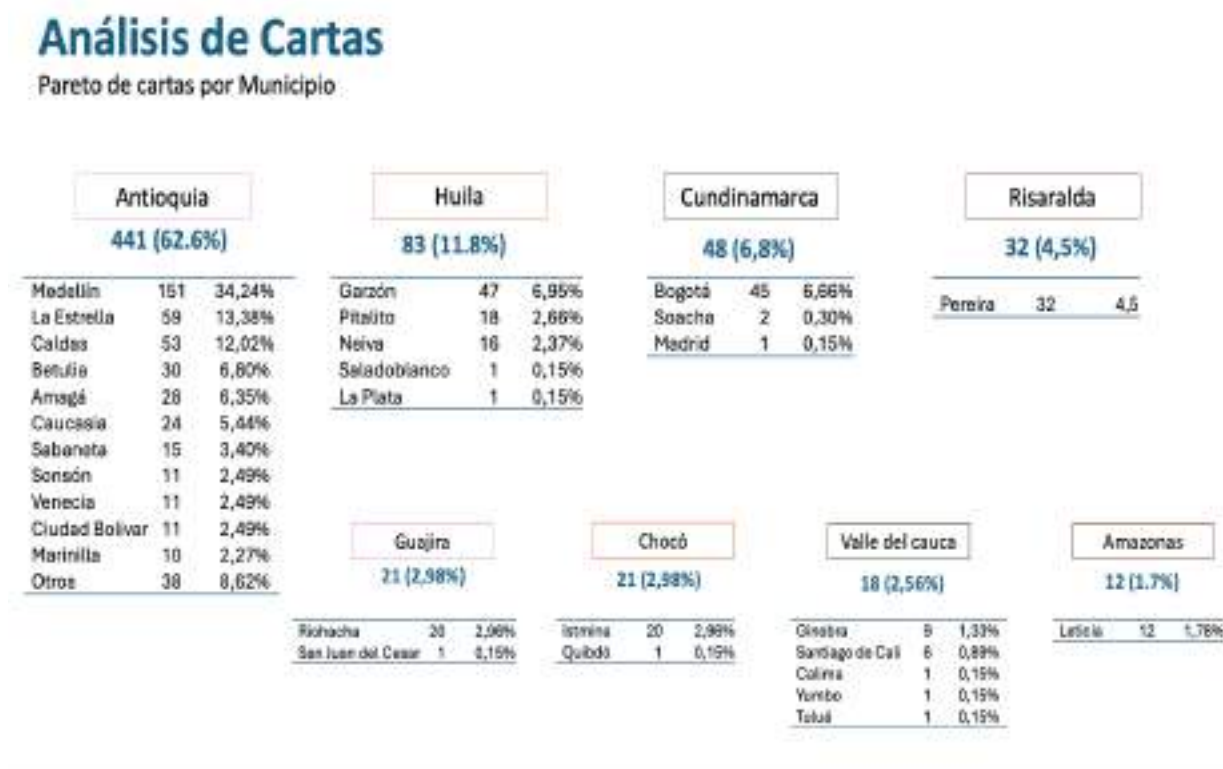 Análisis de Cartas
Pareto de cartas por Municipio
Antioquia
441 (62.6%)
Medellín 151 34,24%
La Estrella 59 13,38%
Caldas 53 12,02%
Betulia 30 6,80%
Amagá 28 6,35%
Caucasia 24 5,44%
Sabaneta 15 3,40%
Sonsón 11 2,49%
Venecia 11 2,49%
Ciudad Bolivar 11 2,49%
Marinilla 10 2,27%
Otros 38 8,62%
Huila
83 (11.8%)
Garzón 47 6,95%
Pitalito 18 2,66%
Neiva 16 2,37%
Saladoblanco 1 0,15%
La Plata 1 0,15%
Cundinamarca
48 (6,8%)
Bogotá 45 6,66%
Soacha 2 0,30%
Madrid 1 0,15%
Risaralda
32 (4,5%)
Pereira 32 4,5
Guajira
21 (2,98%)
Riohacha 20 2,96%
San Juan del Cesar 1 0,15%
Chocó
21 (2,98%)
Istmina 20 2,96%
Quibdó 1 0,15%
Valle del cauca
18 (2,56%)
Ginebra 9 1,33%
Santiago de Cali 6 0,89%
Calima 1 0,15%
Yumbo 1 0,15%
Tuluá 1 0,15%
Amazonas
12 (1.7%)
Leticia 12 1,78%